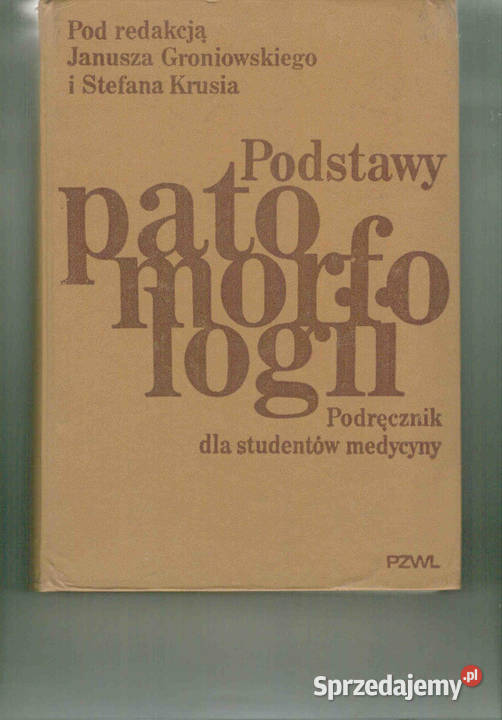 Pod redakcją
Janusza Groniowskiego
i Stefana Krusia
Podstawy
pato
morfo
logii
Podręcznik
dla studentów medycyny
PZWL
Sprzedajemy.pl